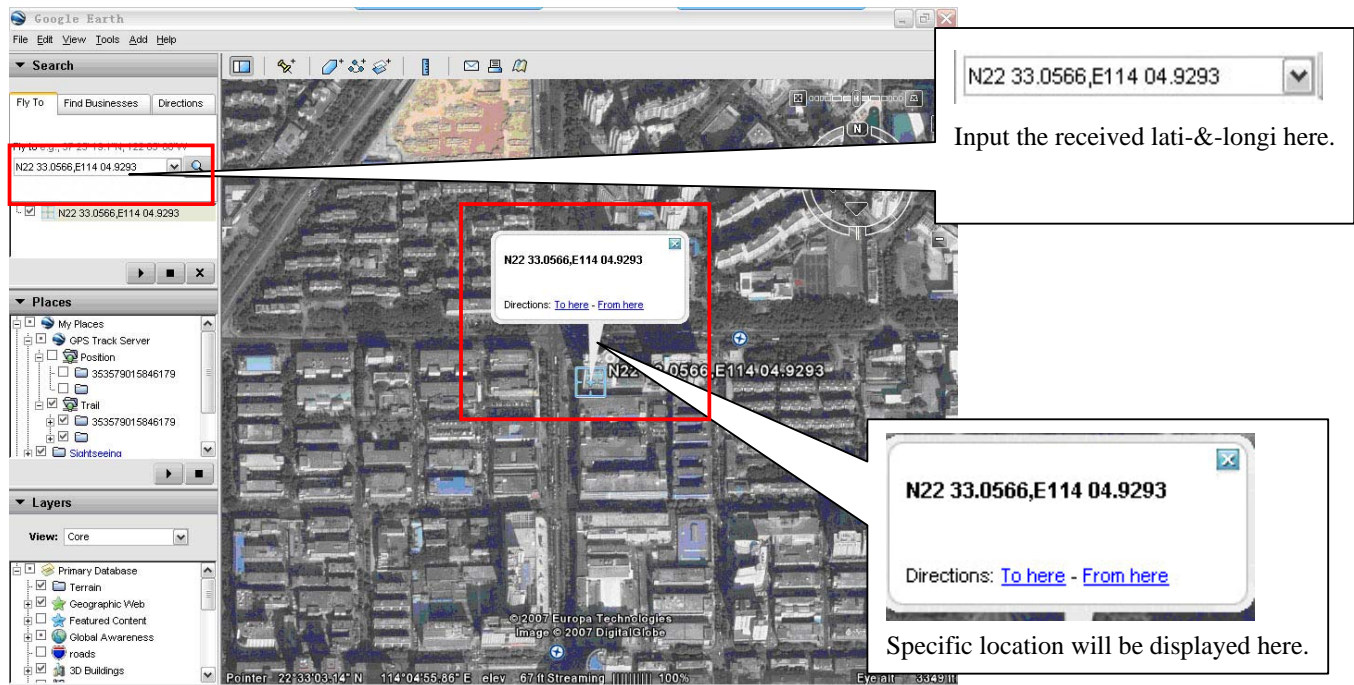 Google Earth
File Edit View Tools Add Help
Search
Fly To Find Businesses Directions
N22 33.0566,E114 04.9293
N22 33.0566,E114 04.9293
Places
My Places
GPS Track Server
Position
353579015846179
Trail
353579015846179
Sightseeing
Layers
View: Core
Primary Database
Terrain
Geographic Web
Featured Content
Global Awareness
roads
3D Buildings
N
N22 33.0566,E114 04.9293
Directions: To here - From here
©2007 Europa Technologies
Image © 2007 DigitalGlobe
Pointer 22°33'03.14" N 114°04'55.86" E elev 67 ft Streaming 100% Eye alt 3349 ft
N22 33.0566,E114 04.9293
Input the received lati-&-longi here.
N22 33.0566,E114 04.9293
Directions: To here - From here
Specific location will be displayed here.